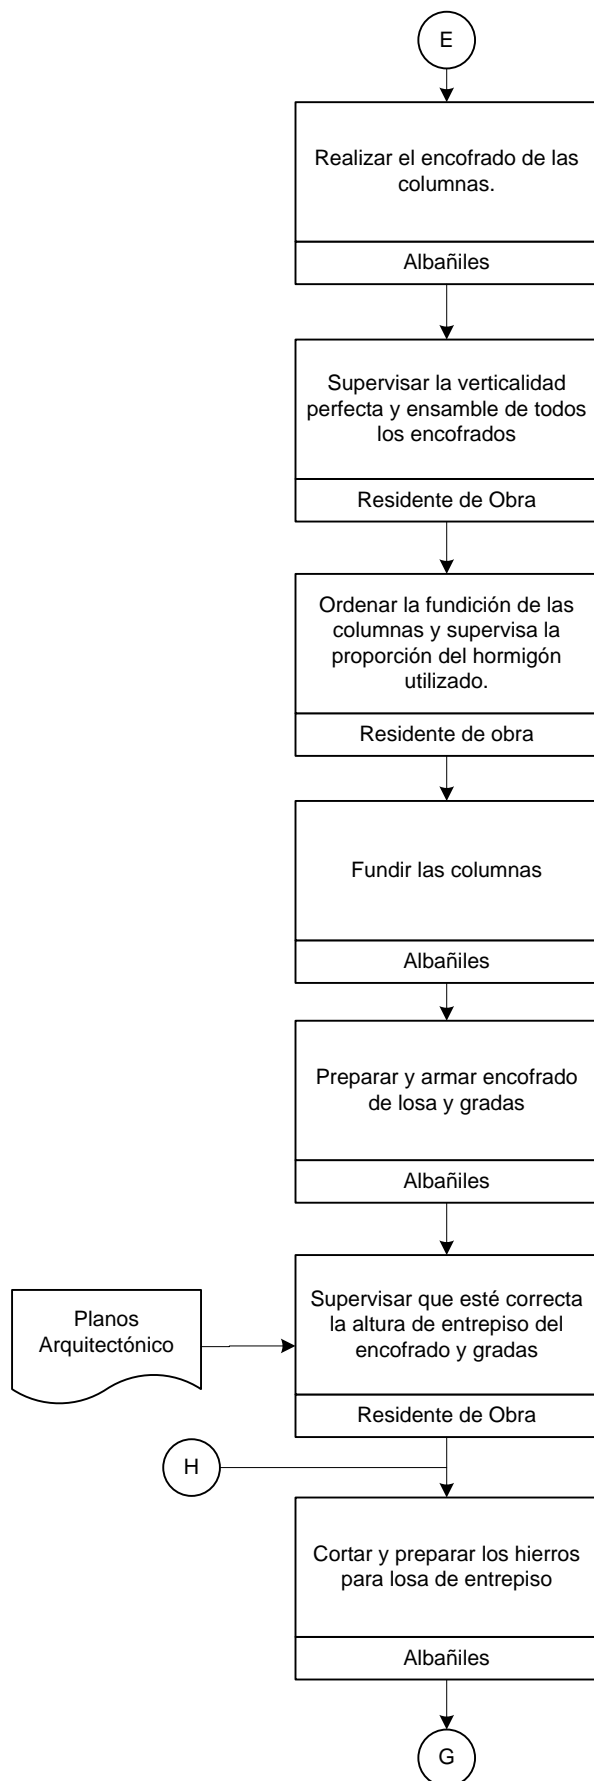 E
Realizar el encofrado de las
columnas.
Albañiles
Supervisar la verticalidad
perfecta y ensamble de todos
los encofrados
Residente de Obra
Ordenar la fundición de las
columnas y supervisa la
proporción del hormigón
utilizado.
Residente de obra
Fundir las columnas
Albañiles
Preparar y armar encofrado
de losa y gradas
Albañiles
Planos
Arquitectónico
Supervisar que esté correcta
la altura de entrepiso del
encofrado y gradas
Residente de Obra
H
Cortar y preparar los hierros
para losa de entrepiso
Albañiles
G